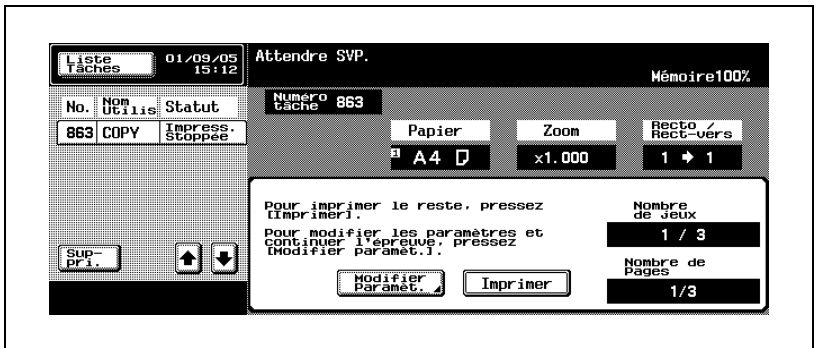 Liste
Tâches
01/09/05
15:12
Attendre SVP.
Mémoire100%
No. Nom Utilis Statut
863 COPY Impress. Stoppée
Numéro
tâche 863
Papier
Zoom
Recto /
Rect-vers
1 A4
x1.000
1 → 1
Pour imprimer le reste, pressez
[Imprimer].
Pour modifier les paramètres et
continuer l'épreuve, pressez
[Modifier paramèt.].
Nombre
de jeux
1 / 3
Nombre de
Pages
1/3
Sup-
pri.
Modifier
Paramèt.
Imprimer